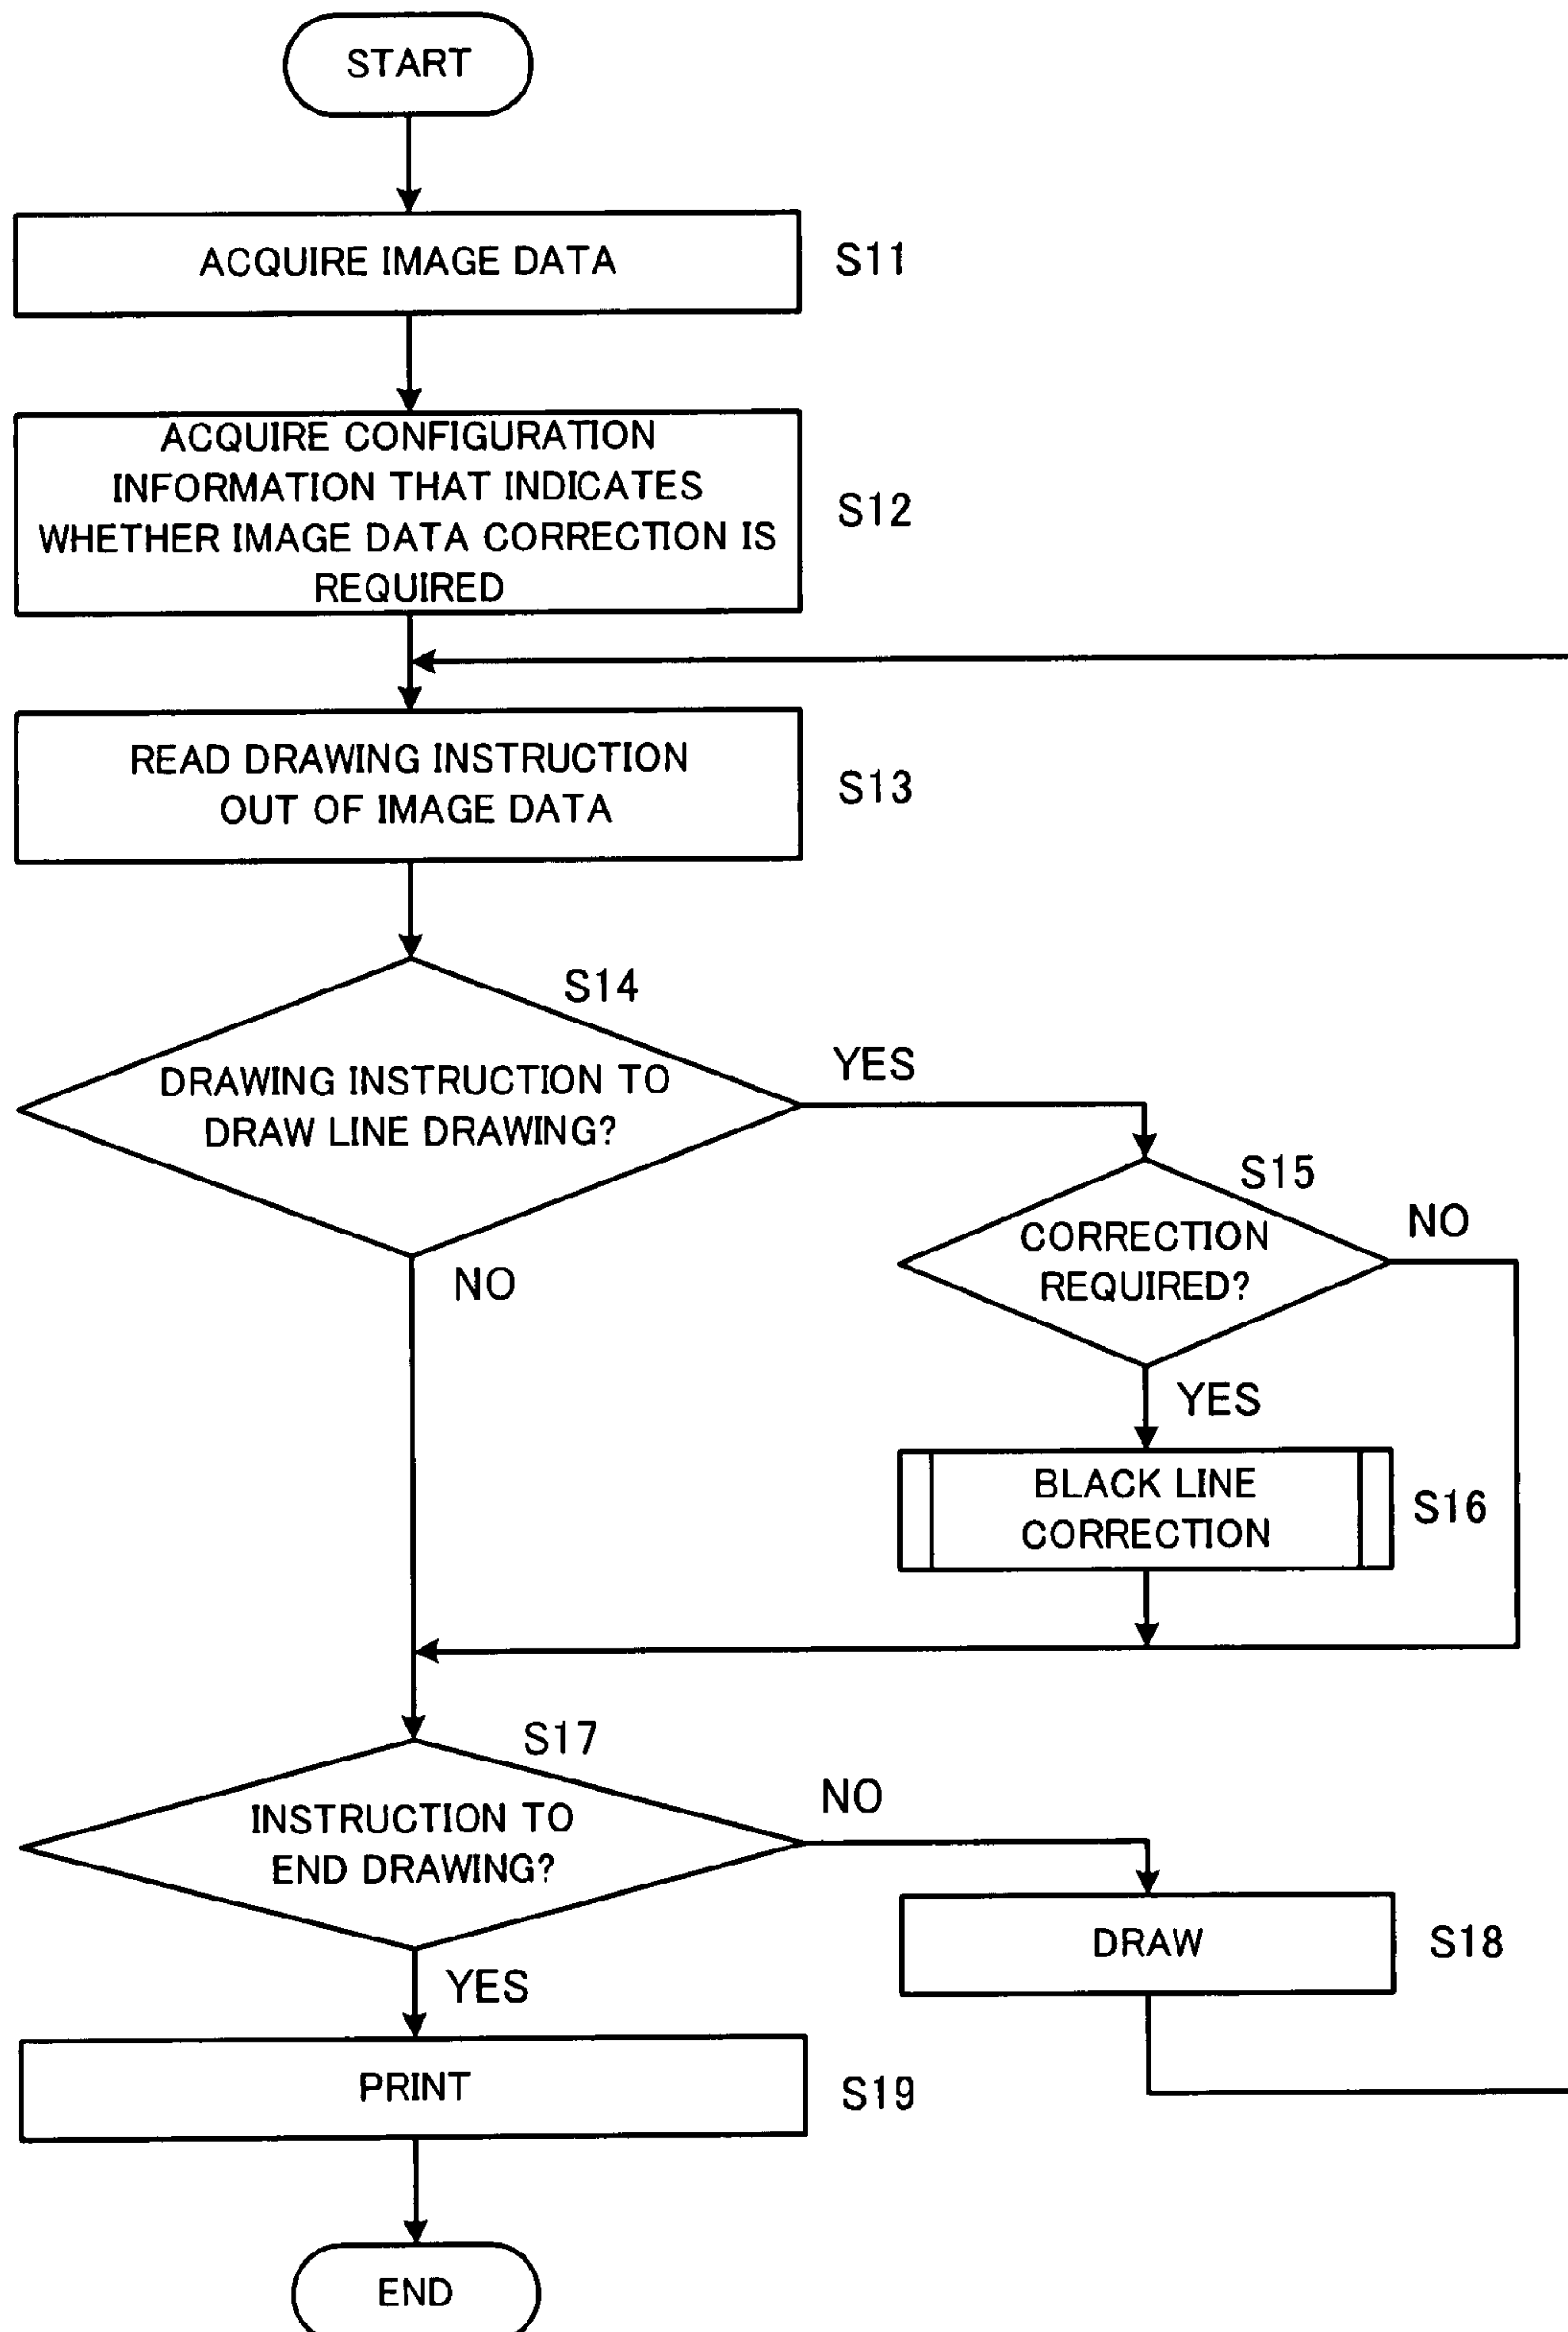 START
ACQUIRE IMAGE DATA
S11
ACQUIRE CONFIGURATION
INFORMATION THAT INDICATES
WHETHER IMAGE DATA CORRECTION IS
REQUIRED
S12
READ DRAWING INSTRUCTION
OUT OF IMAGE DATA
S13
S14
DRAWING INSTRUCTION TO
DRAW LINE DRAWING?
YES
NO
S15
CORRECTION
REQUIRED?
NO
YES
BLACK LINE
CORRECTION
S16
S17
INSTRUCTION TO
END DRAWING?
NO
YES
DRAW
S18
PRINT
S19
END